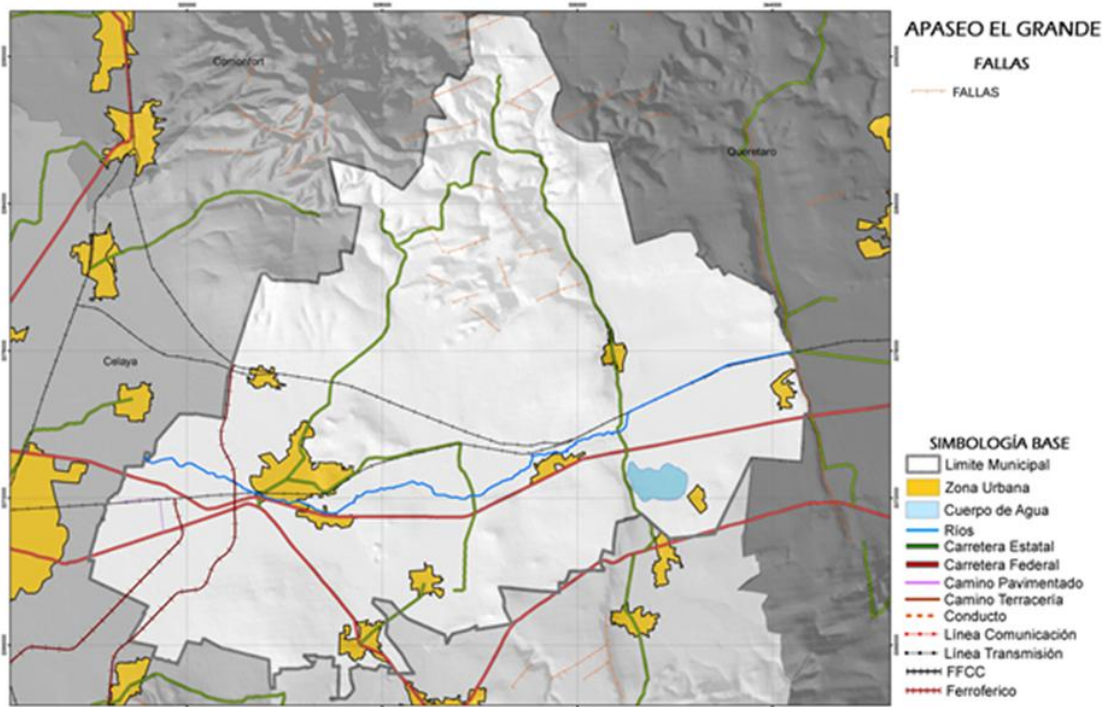 APASEO EL GRANDE
FALLAS
FALLAS
Comonfort
Queretaro
Celaya
SIMBOLOGÍA BASE
Limite Municipal
Zona Urbana
Cuerpo de Agua
Ríos
Carretera Estatal
Carretera Federal
Camino Pavimentado
Camino Terracería
Conducto
Línea Comunicación
Línea Transmisión
FFCC
Ferroferico